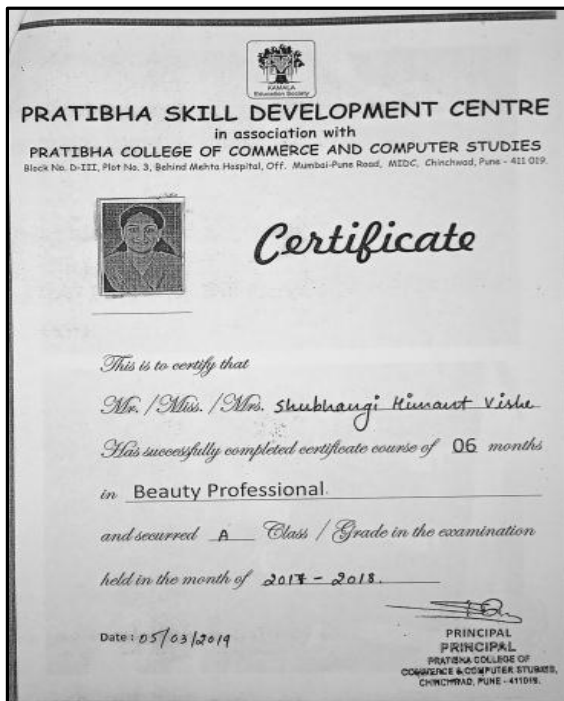 KAMALA
Education Society
PRATIBHA SKILL DEVELOPMENT CENTRE
in association with
PRATIBHA COLLEGE OF COMMERCE AND COMPUTER STUDIES
Block No. D-III, Plot No. 3, Behind Mehta Hospital, Off. Mumbai-Pune Road, MIDC, Chinchwad, Pune - 411 019.
Certificate
This is to certify that
Mr. /Miss. /Mrs. Shubhangi Himant Vishe
Has successfully completed certificate course of 06 months
in Beauty Professional
and securred A Class / Grade in the examination
held in the month of 2017 - 2018.
Date : 05/03/2019
PRINCIPAL
PRINCIPAL
PRATIBHA COLLEGE OF
COMMERCE & COMPUTER STUDIES,
CHINCHWAD, PUNE - 411019.